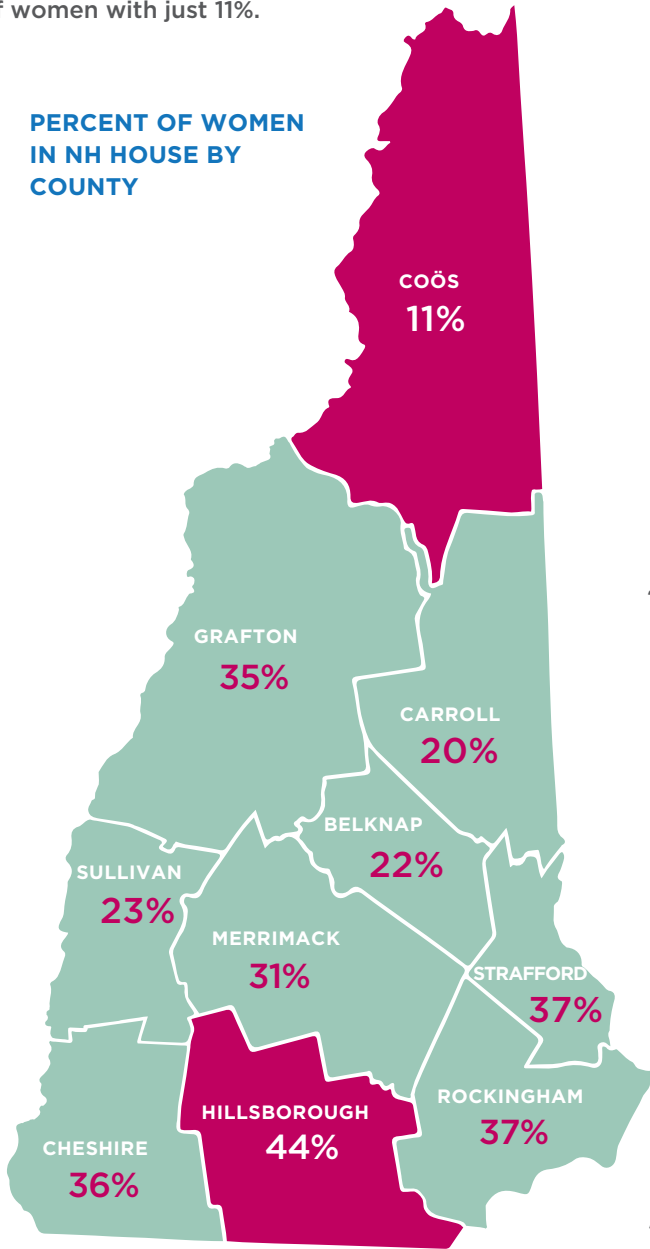 f women with just 11%.
PERCENT OF WOMEN
IN NH HOUSE BY
COUNTY
COÖS
11%
GRAFTON
35%
CARROLL
20%
BELKNAP
22%
SULLIVAN
23%
MERRIMACK
31%
STRAFFORD
37%
ROCKINGHAM
37%
HILLSBOROUGH
44%
CHESHIRE
36%